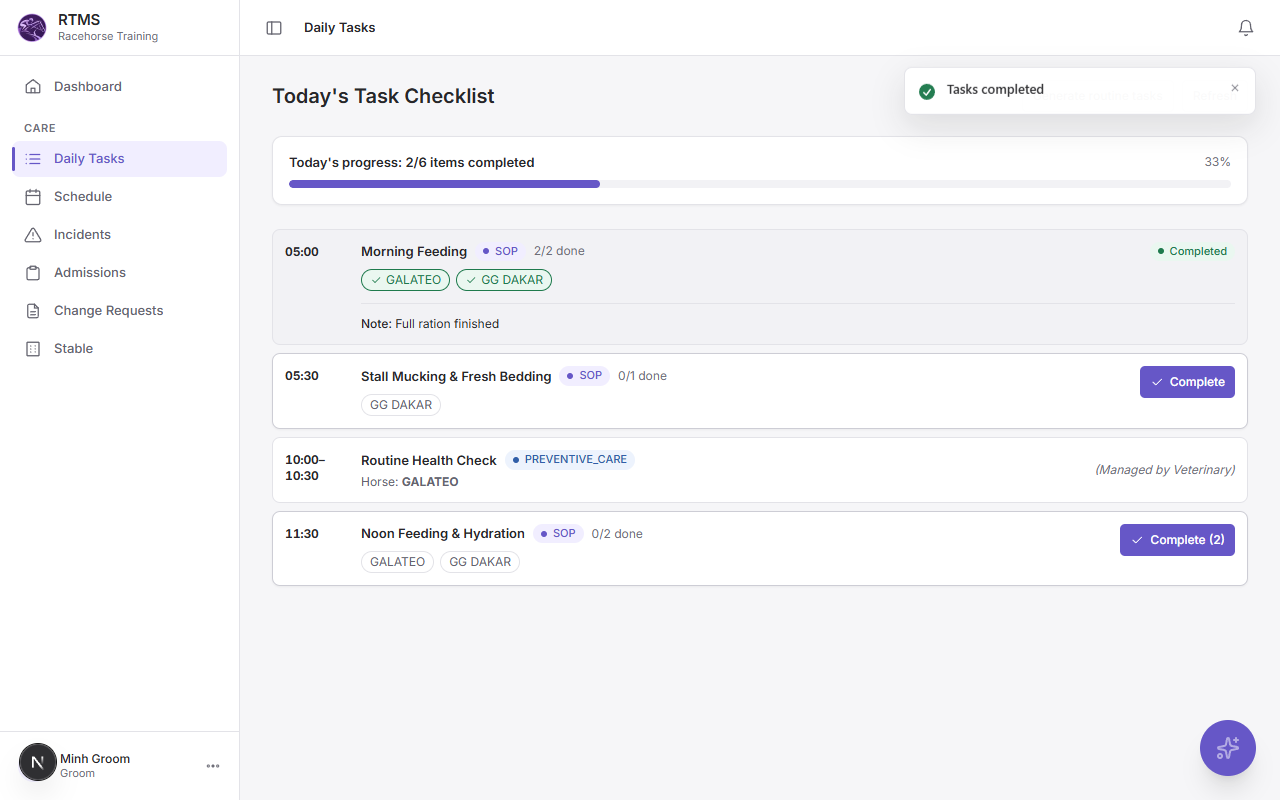 RTMS
Racehorse Training
Daily Tasks
Dashboard
CARE
Daily Tasks
Schedule
Incidents
Admissions
Change Requests
Stable
N Minh Groom
Groom
Today's Task Checklist
Tasks completed
Today's progress: 2/6 items completed 33%
05:00 Morning Feeding SOP 2/2 done Completed
GALATEO GG DAKAR
Note: Full ration finished
05:30 Stall Mucking & Fresh Bedding SOP 0/1 done Complete
GG DAKAR
10:00–
10:30
Routine Health Check PREVENTIVE_CARE
Horse: GALATEO
(Managed by Veterinary)
11:30 Noon Feeding & Hydration SOP 0/2 done Complete (2)
GALATEO GG DAKAR